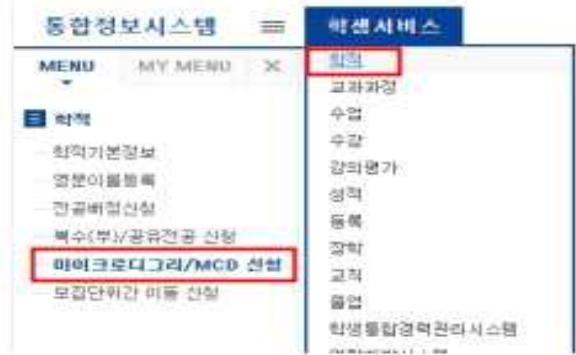 통합정보시스템
MENU MY MENU ×
학적
학적기본정보
영문이름등록
전공배정신청
복수(부)/공유전공 신청
마이크로디그리/MCD 신청
모집단위간 이동 신청
학생서비스
학적
교과과정
수업
수강
강의평가
성적
등록
장학
교직
졸업
학생통합경력관리시스템